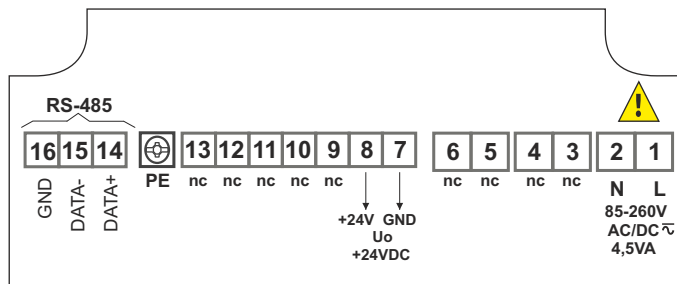 RS-485
16 15 14 PE 13 12 11 10 9 8 7 6 5 4 3 2 1
GND DATA- DATA+ nc nc nc nc nc nc nc nc nc N L
+24V GND
Uo
+24VDC
85-260V
AC/DC
4,5VA